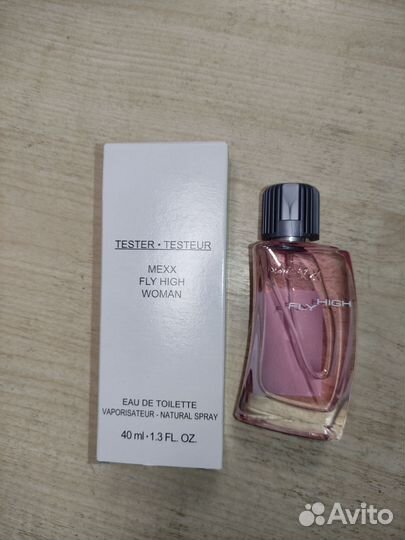 TESTER • TESTEUR
MEXX
FLY HIGH
WOMAN
EAU DE TOILETTE
VAPORISATEUR - NATURAL SPRAY
40 ml • 1.3 FL. OZ.
FLY HIGH
Avito